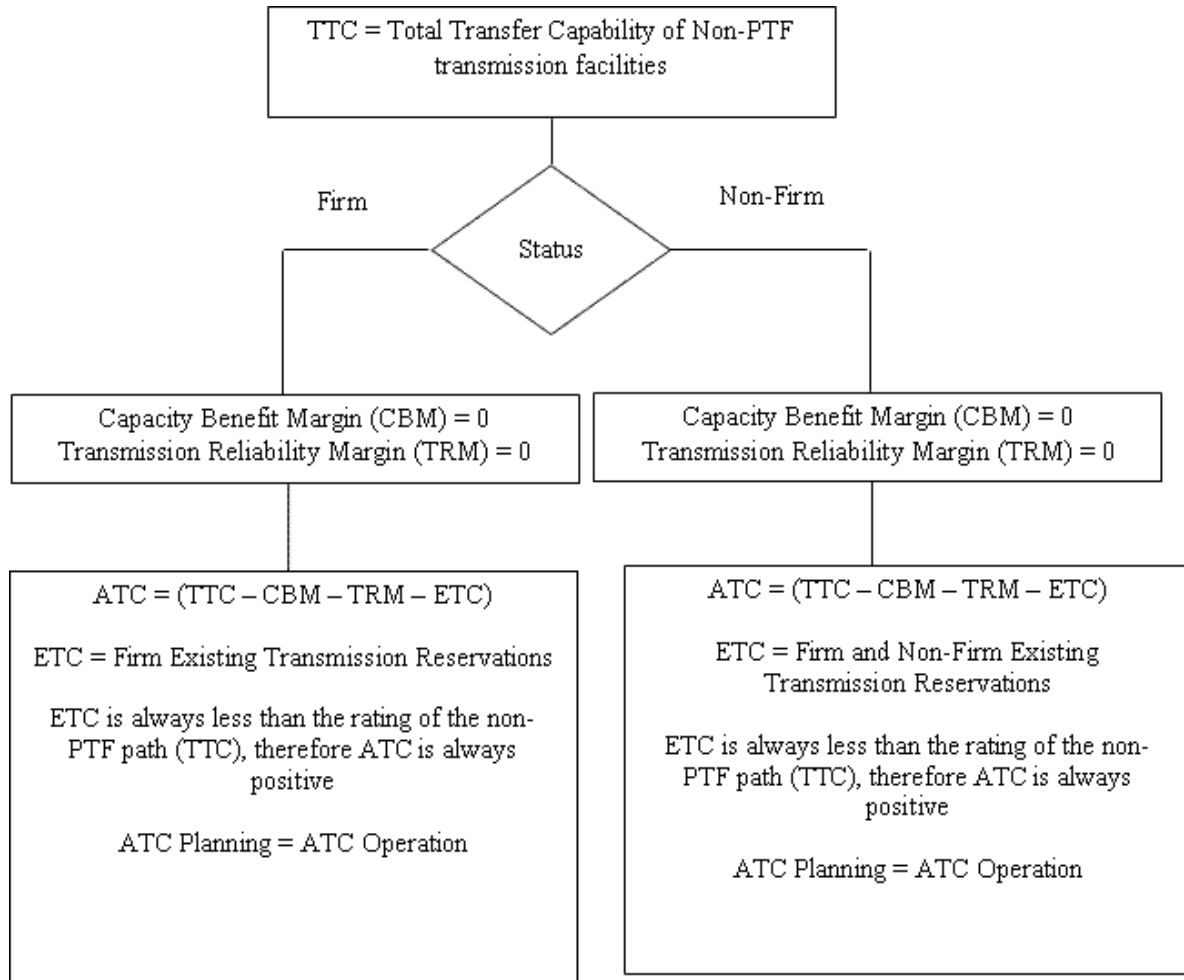 TTC = Total Transfer Capability of Non-PTF
transmission facilities
Firm
Non-Firm
Status
Capacity Benefit Margin (CBM) = 0
Transmission Reliability Margin (TRM) = 0
Capacity Benefit Margin (CBM) = 0
Transmission Reliability Margin (TRM) = 0
ATC = (TTC – CBM – TRM – ETC)
ETC = Firm Existing Transmission Reservations
ETC is always less than the rating of the non-
PTF path (TTC), therefore ATC is always
positive
ATC Planning = ATC Operation
ATC = (TTC – CBM – TRM – ETC)
ETC = Firm and Non-Firm Existing
Transmission Reservations
ETC is always less than the rating of the non-
PTF path (TTC), therefore ATC is always
positive
ATC Planning = ATC Operation